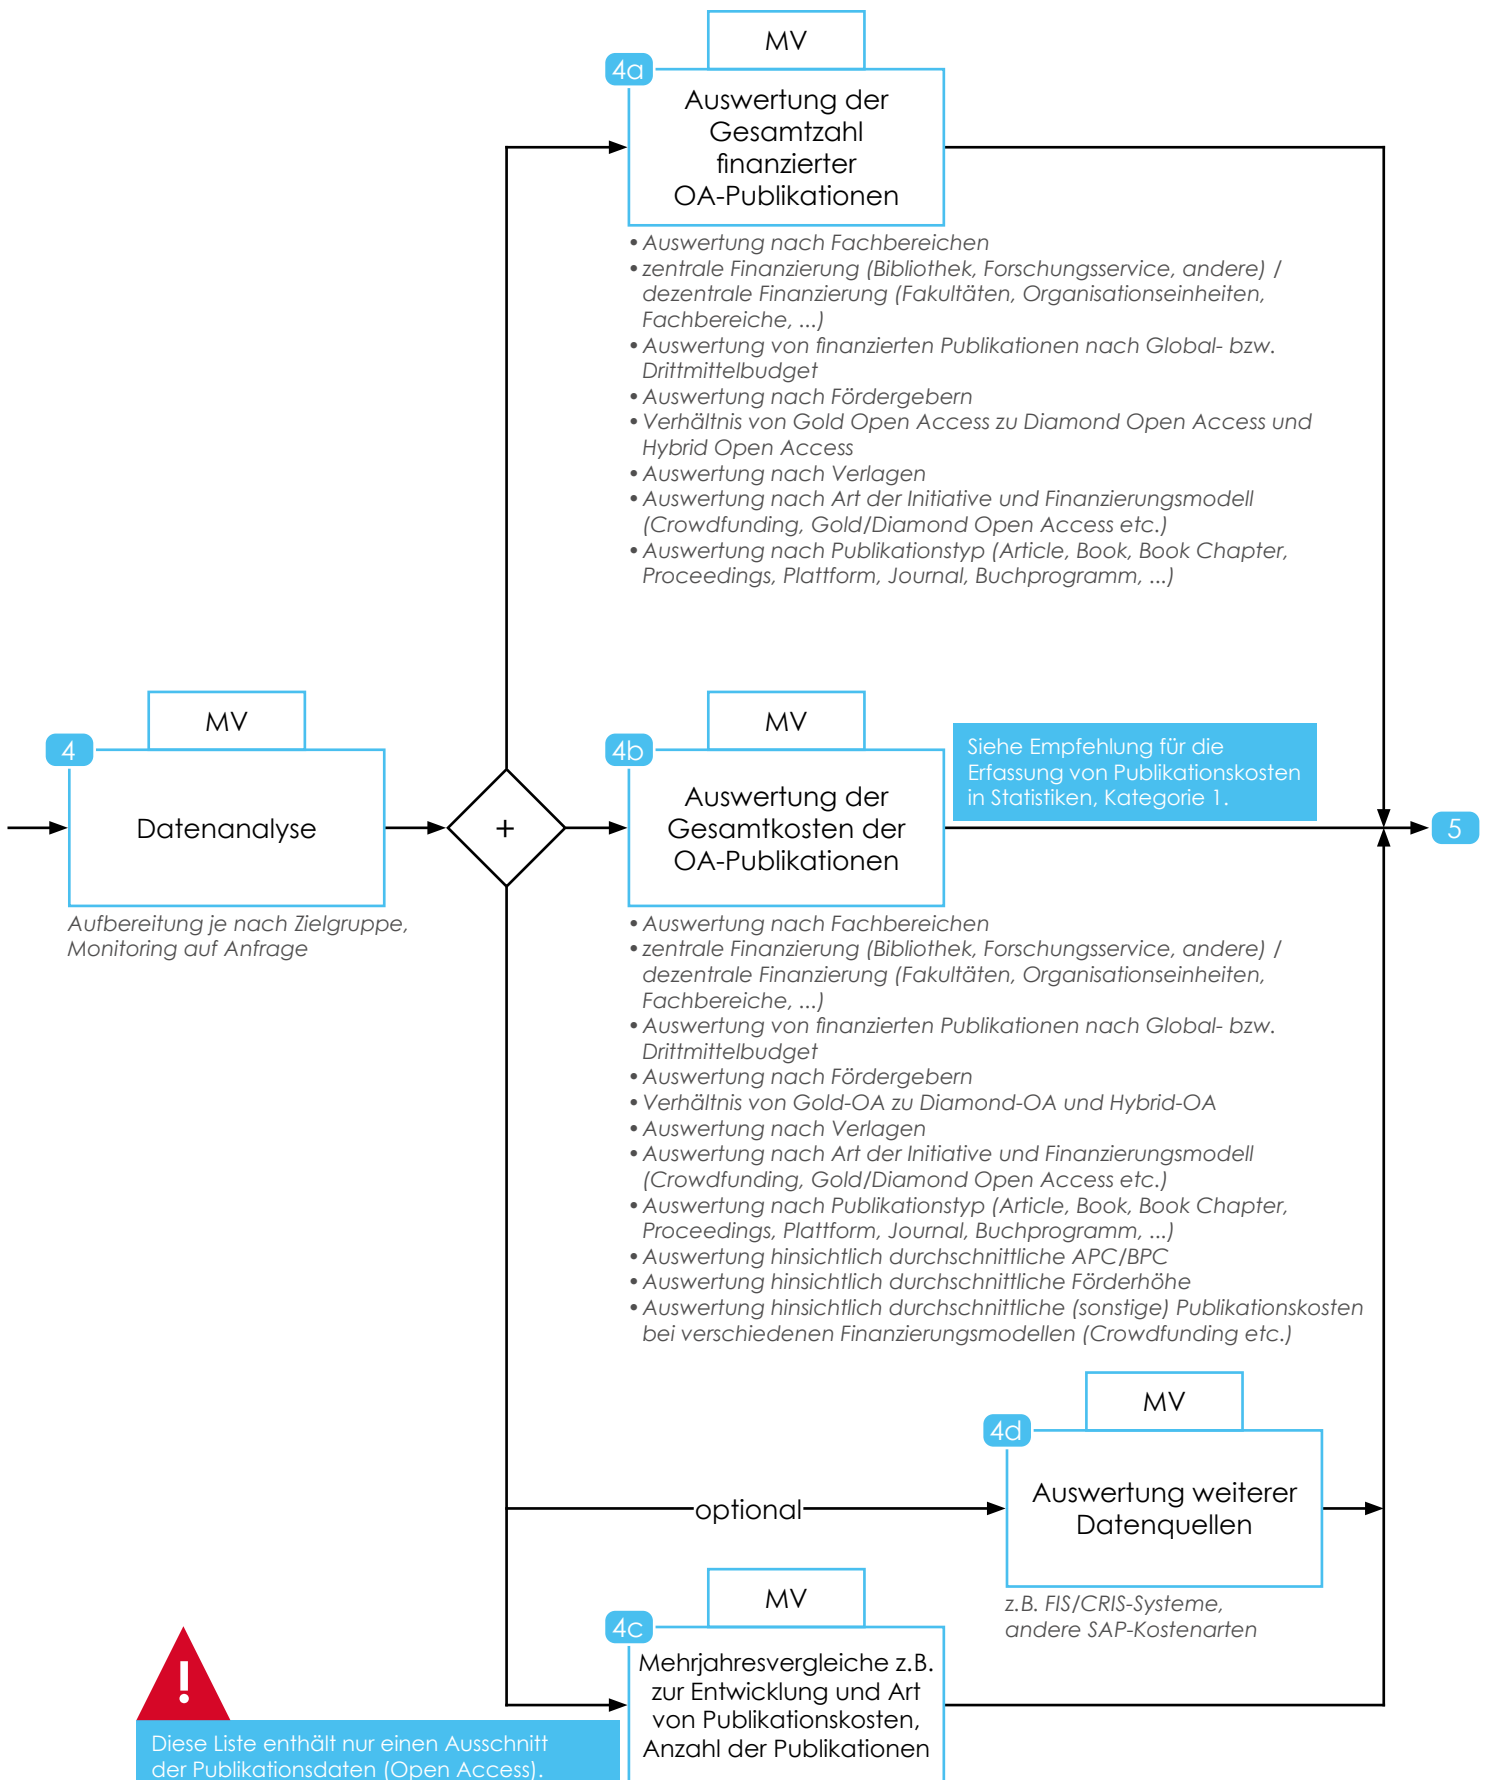 MV
4a
Auswertung der
Gesamtzahl
finanzierter
OA-Publikationen
• Auswertung nach Fachbereichen
• zentrale Finanzierung (Bibliothek, Forschungsservice, andere) /
dezentrale Finanzierung (Fakultäten, Organisationseinheiten,
Fachbereiche, ...)
• Auswertung von finanzierten Publikationen nach Global- bzw.
Drittmittelbudget
• Auswertung nach Fördergebern
• Verhältnis von Gold Open Access zu Diamond Open Access und
Hybrid Open Access
• Auswertung nach Verlagen
• Auswertung nach Art der Initiative und Finanzierungsmodell
(Crowdfunding, Gold/Diamond Open Access etc.)
• Auswertung nach Publikationstyp (Article, Book, Book Chapter,
Proceedings, Plattform, Journal, Buchprogramm, ...)
MV
4
Datenanalyse
Aufbereitung je nach Zielgruppe,
Monitoring auf Anfrage
+
MV
4b
Auswertung der
Gesamtkosten der
OA-Publikationen
Siehe Empfehlung für die
Erfassung von Publikationskosten
in Statistiken, Kategorie 1.
5
• Auswertung nach Fachbereichen
• zentrale Finanzierung (Bibliothek, Forschungsservice, andere) /
dezentrale Finanzierung (Fakultäten, Organisationseinheiten,
Fachbereiche, ...)
• Auswertung von finanzierten Publikationen nach Global- bzw.
Drittmittelbudget
• Auswertung nach Fördergebern
• Verhältnis von Gold-OA zu Diamond-OA und Hybrid-OA
• Auswertung nach Verlagen
• Auswertung nach Art der Initiative und Finanzierungsmodell
(Crowdfunding, Gold/Diamond Open Access etc.)
• Auswertung nach Publikationstyp (Article, Book, Book Chapter,
Proceedings, Plattform, Journal, Buchprogramm, ...)
• Auswertung hinsichtlich durchschnittliche APC/BPC
• Auswertung hinsichtlich durchschnittliche Förderhöhe
• Auswertung hinsichtlich durchschnittliche (sonstige) Publikationskosten
bei verschiedenen Finanzierungsmodellen (Crowdfunding etc.)
optional
MV
4d
Auswertung weiterer
Datenquellen
z.B. FIS/CRIS-Systeme,
andere SAP-Kostenarten
MV
4c
Mehrjahresvergleiche z.B.
zur Entwicklung und Art
von Publikationskosten,
Anzahl der Publikationen
!
Diese Liste enthält nur einen Ausschnitt
der Publikationsdaten (Open Access).